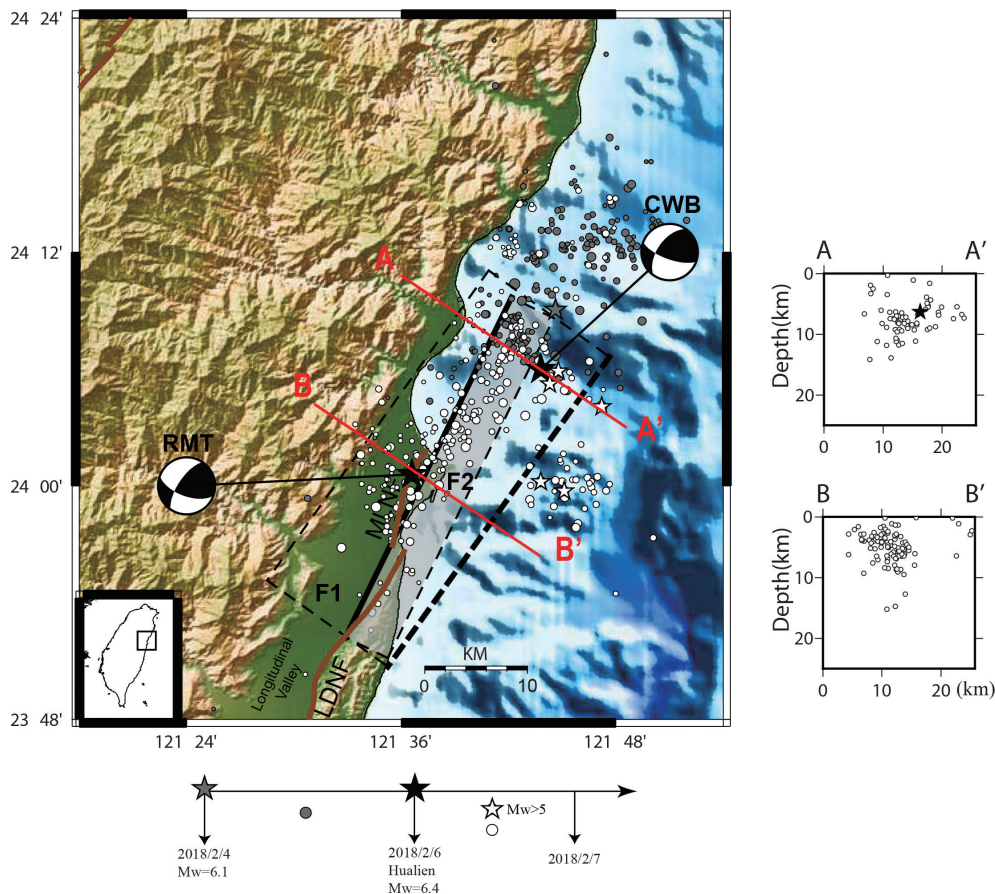 24 24'
24 12'
24 00'
23 48'
121 24'
121 36'
121 48'
CWB
A
B
RMT
A'
F2
B'
F1
Longitudinal
Valley
LDNF
KM
0 10
A A'
Depth(km)
0
10
20
0 10 20
B B'
Depth(km)
0
10
20
0 10 20 (km)
Mw>5
2018/2/4
Mw=6.1
2018/2/6
Hualien
Mw=6.4
2018/2/7